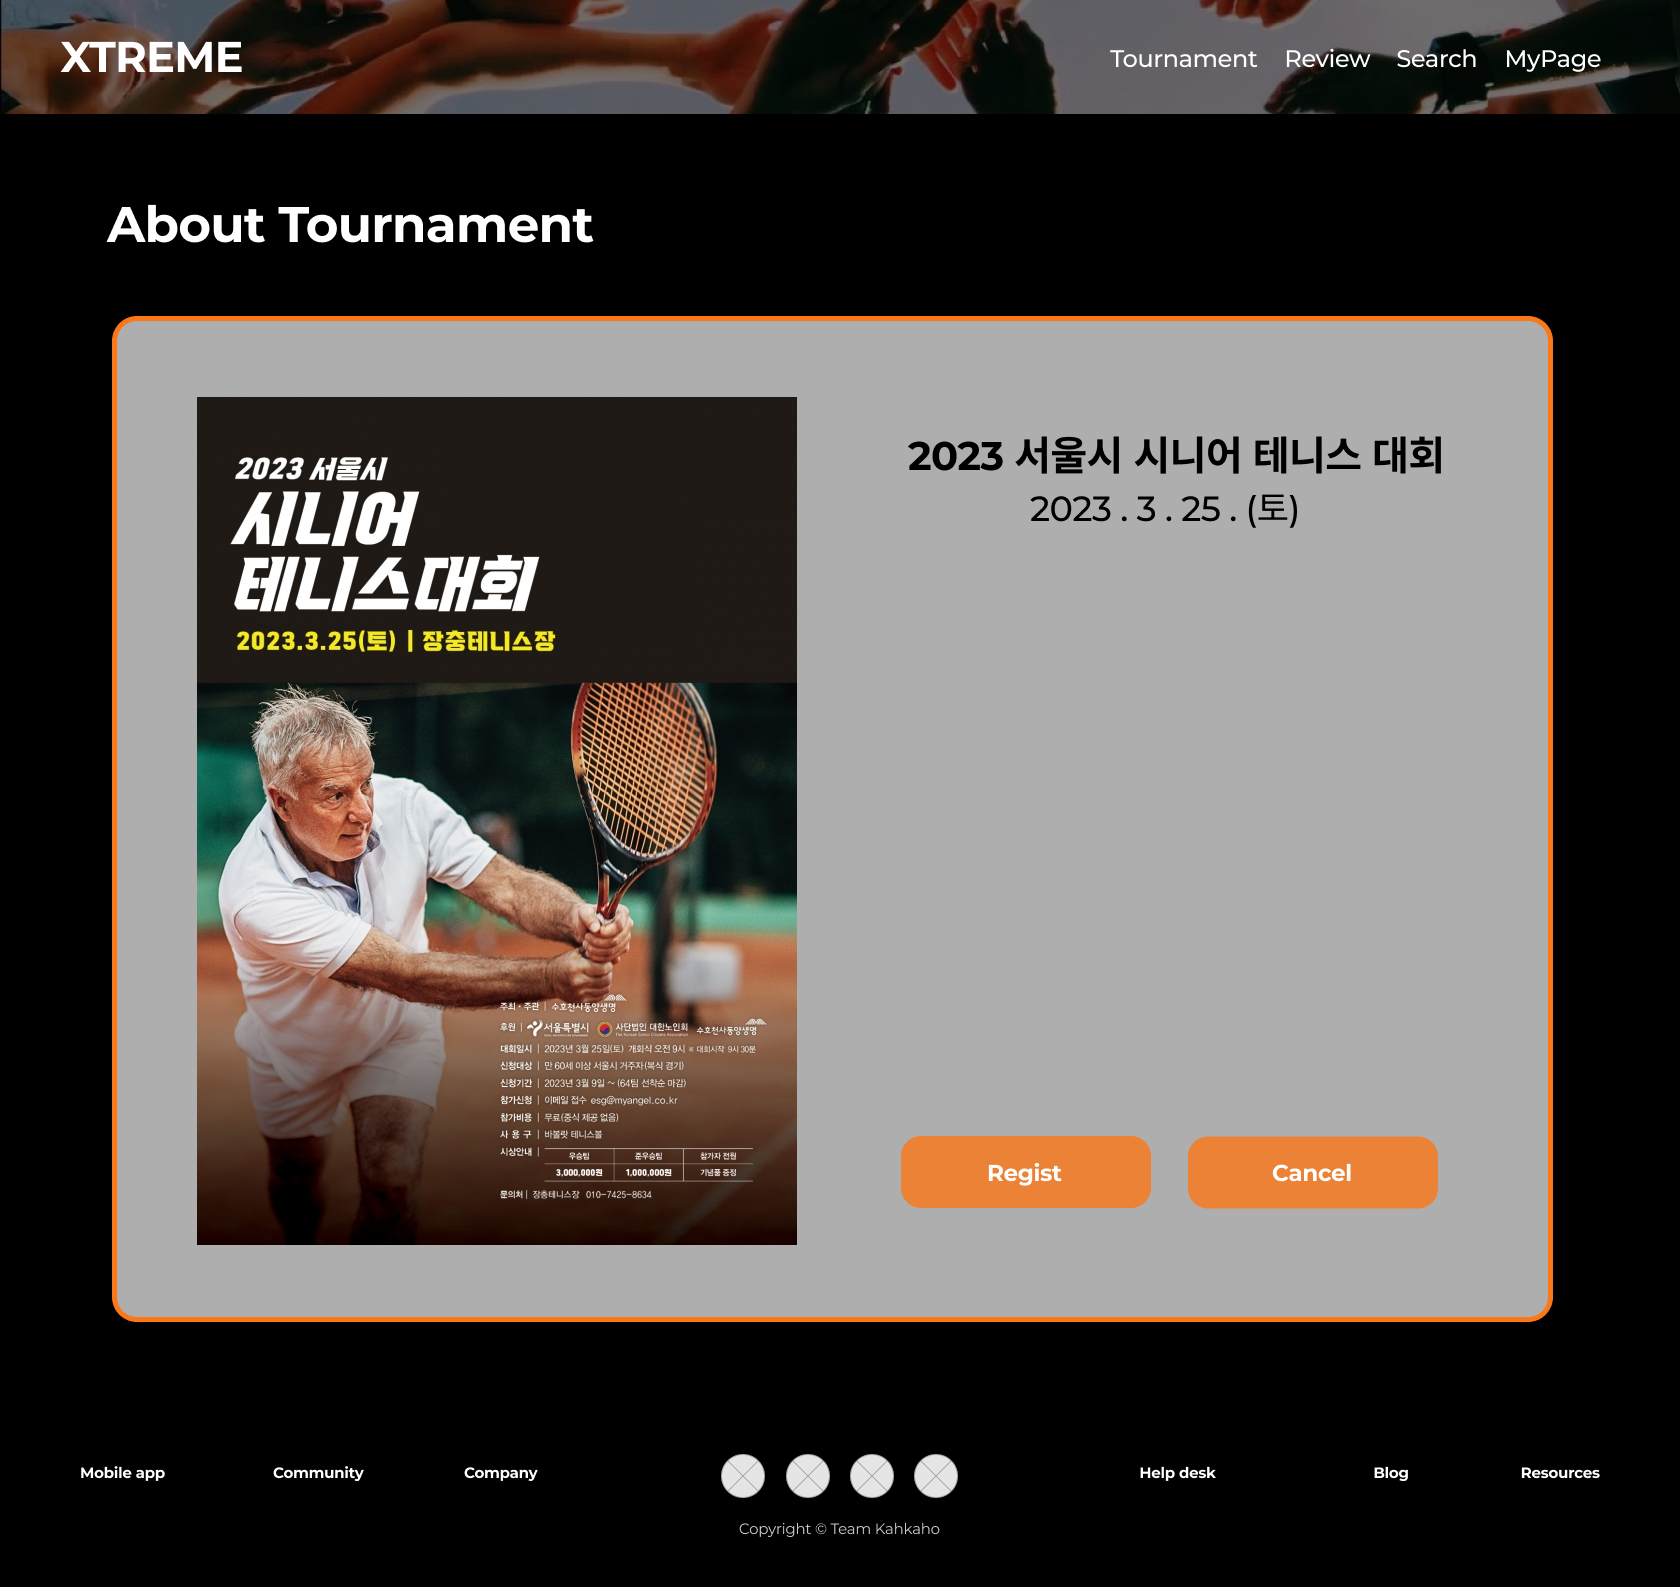 XTREME
Tournament Review Search MyPage
About Tournament
2023 서울시
시니어
테니스대회
2023.3.25(토) | 장충테니스장
주최 · 주관 | 수호천사동양생명
후원 | 서울특별시 사단법인 대한노인회 수호천사동양생명
대회일시 | 2023년 3월 25일(토) 개회식 오전 9시 ※ 대회시작 9시 30분
신청대상 | 만 60세 이상 서울시 거주자(복식 경기)
신청기간 | 2023년 3월 9일 ~ (64팀 선착순 마감)
참가신청 | 이메일 접수 esg@myangel.co.kr
참가비용 | 무료(중식 제공 없음)
사 용 구 | 바볼랏 테니스볼
시상안내 | 우승팀 준우승팀 참가자 전원
3,000,000원 1,000,000원 기념품 증정
문의처 | 장충테니스장 010-7425-8634
2023 서울시 시니어 테니스 대회
2023 . 3 . 25 . (토)
Regist Cancel
Mobile app Community Company Help desk Blog Resources
Copyright © Team Kahkaho